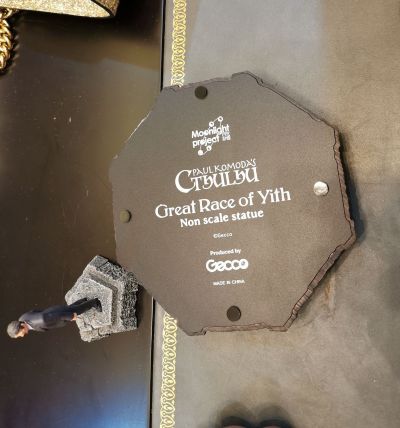 Moonlight
project
PAUL KOMODA'S
CTHULHU
Great Race of Yith
Non scale statue
©Gecco
Produced by
Gecco
MADE IN CHINA